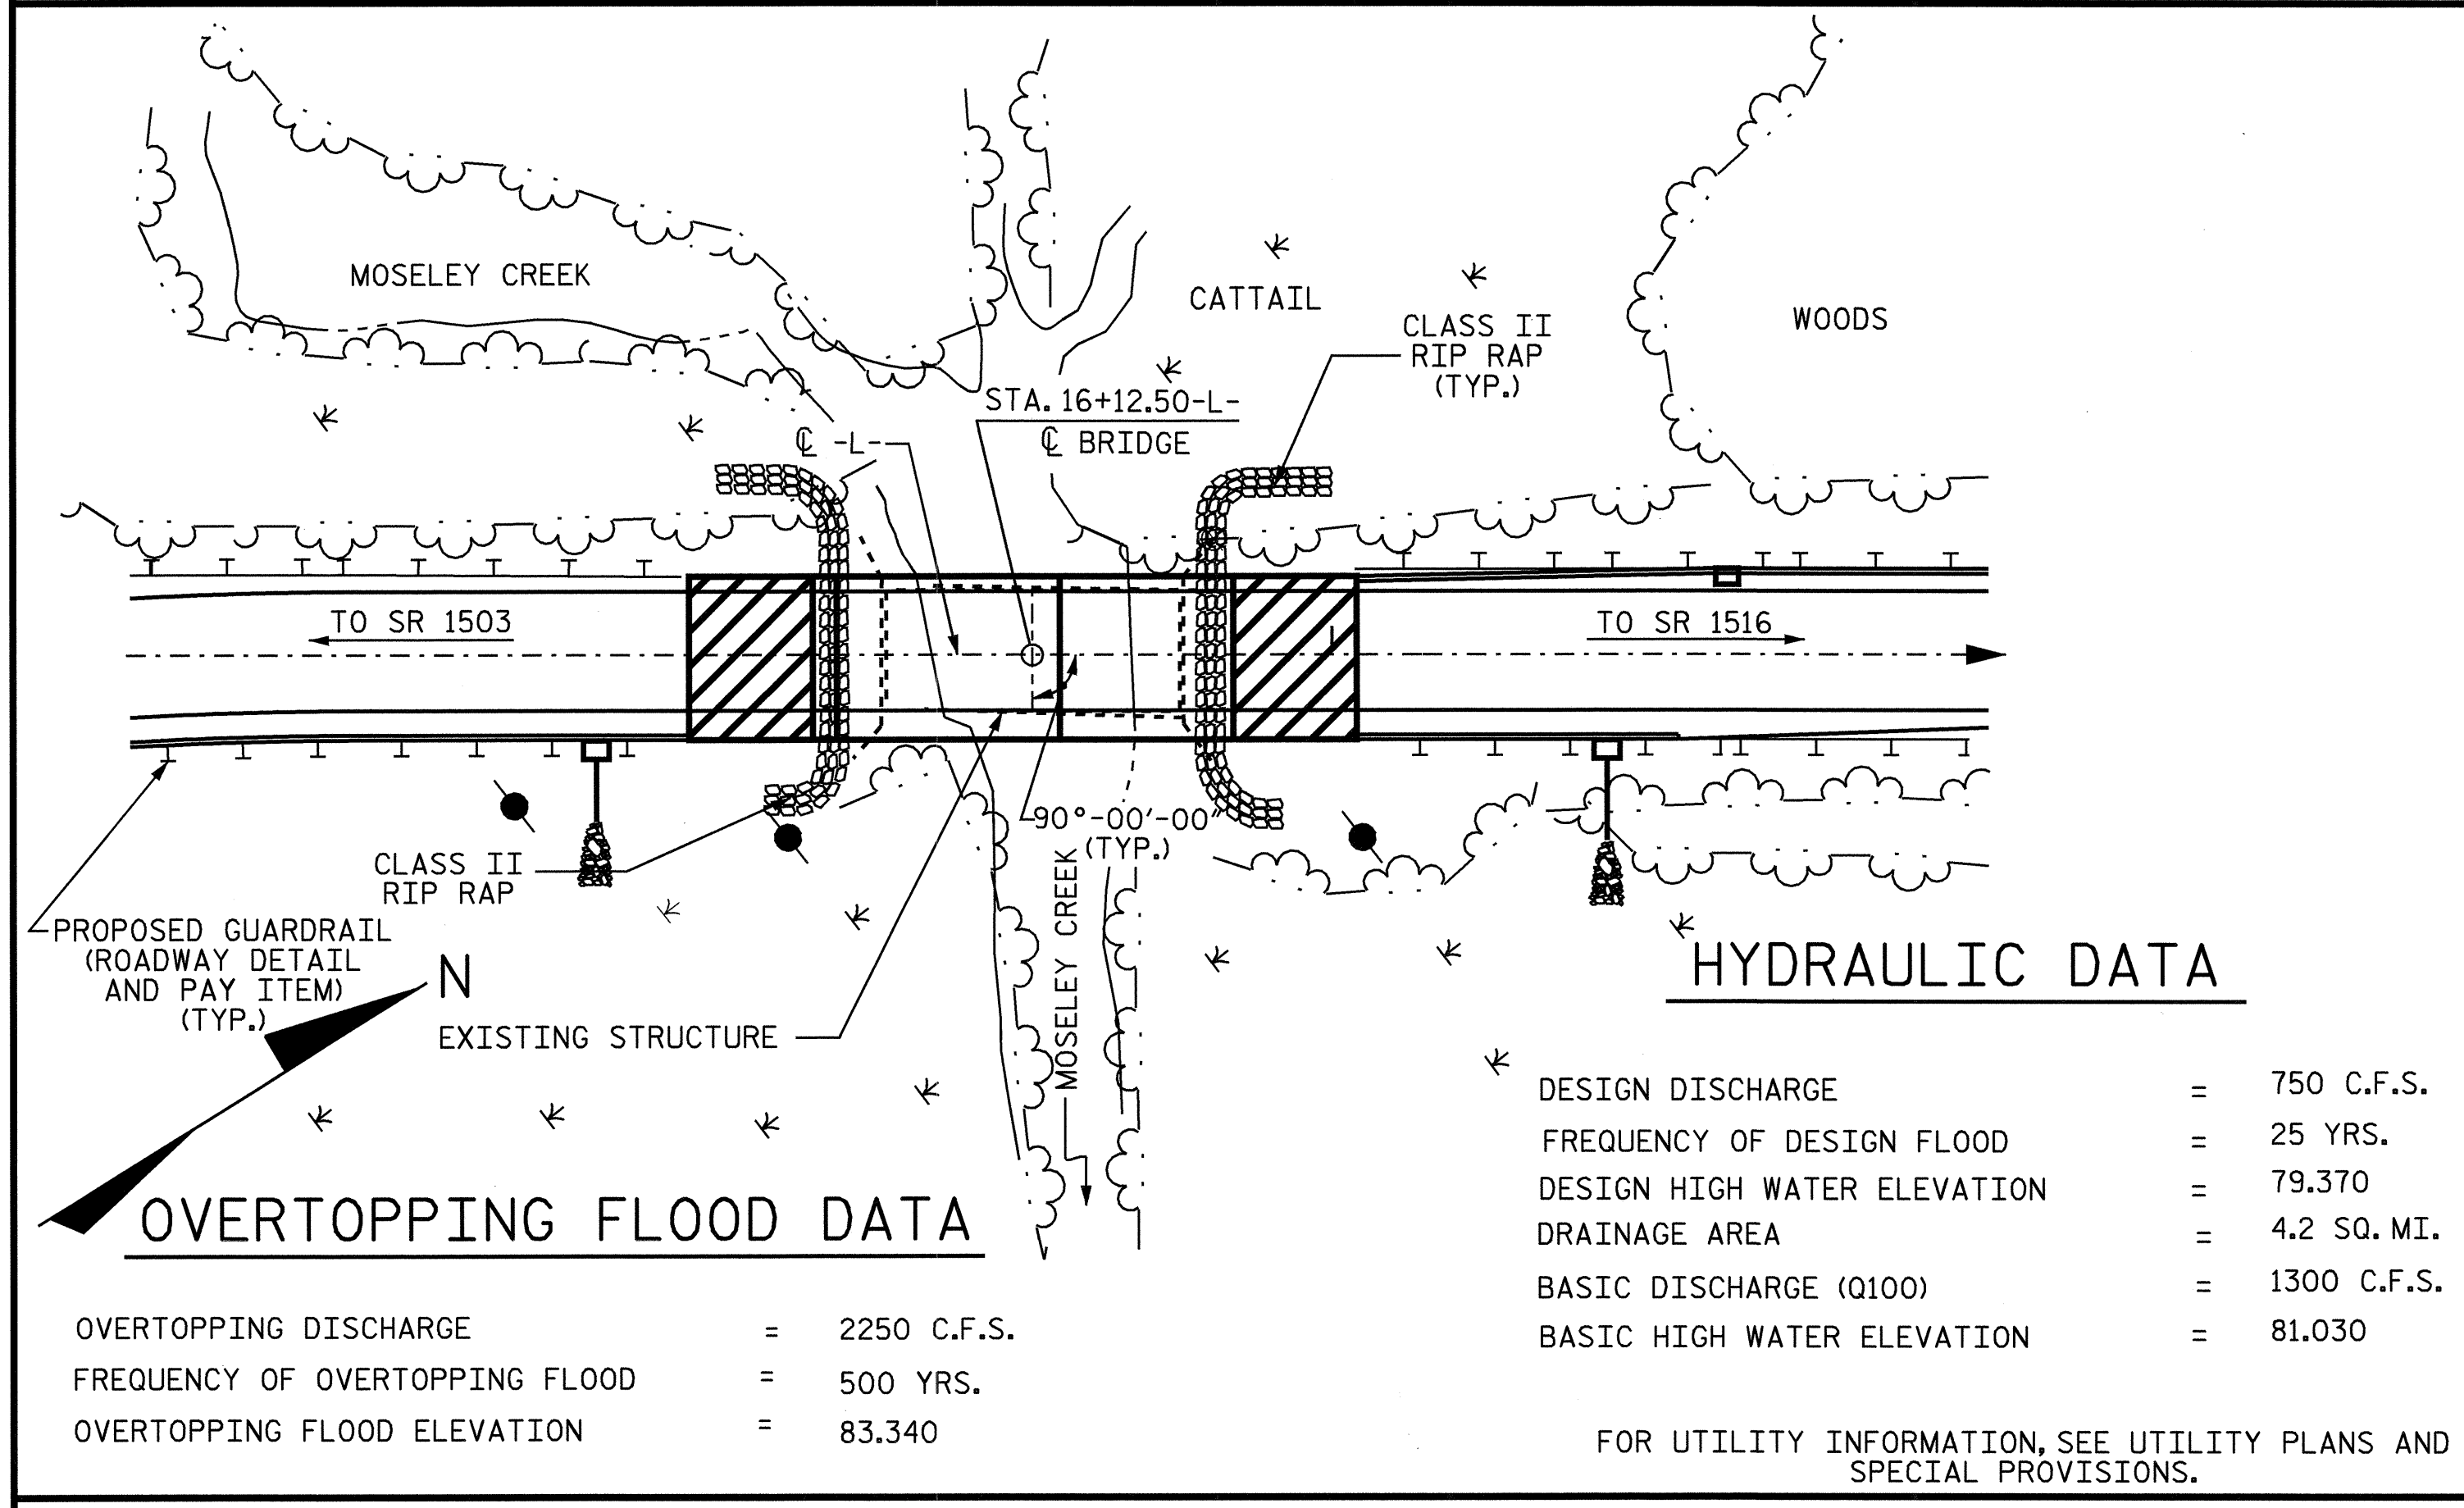 MOSELEY CREEK
CATTAIL
CLASS II
RIP RAP
(TYP.)
WOODS
STA. 16+12.50-L-
℄ BRIDGE
℄ -L-
TO SR 1503
TO SR 1516
90°-00'-00"
(TYP.)
CLASS II
RIP RAP
MOSELEY CREEK
PROPOSED GUARDRAIL
(ROADWAY DETAIL
AND PAY ITEM)
(TYP.)
N
EXISTING STRUCTURE
HYDRAULIC DATA
DESIGN DISCHARGE = 750 C.F.S.
FREQUENCY OF DESIGN FLOOD = 25 YRS.
DESIGN HIGH WATER ELEVATION = 79.370
DRAINAGE AREA = 4.2 SQ. MI.
BASIC DISCHARGE (Q100) = 1300 C.F.S.
BASIC HIGH WATER ELEVATION = 81.030
OVERTOPPING FLOOD DATA
OVERTOPPING DISCHARGE = 2250 C.F.S.
FREQUENCY OF OVERTOPPING FLOOD = 500 YRS.
OVERTOPPING FLOOD ELEVATION = 83.340
FOR UTILITY INFORMATION, SEE UTILITY PLANS AND
SPECIAL PROVISIONS.